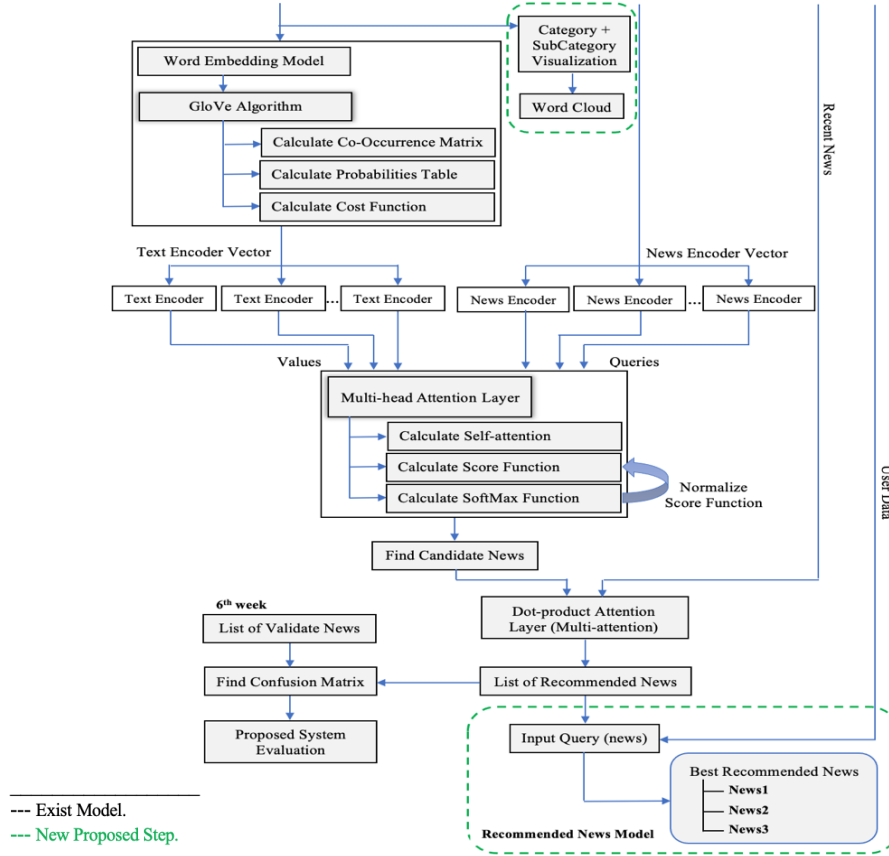 Category +
SubCategory
Visualization
Word Embedding Model
GloVe Algorithm
Word Cloud
Recent News
Calculate Co-Occurrence Matrix
Calculate Probabilities Table
Calculate Cost Function
Text Encoder Vector
News Encoder Vector
Text Encoder
Text Encoder
...
Text Encoder
News Encoder
News Encoder
...
News Encoder
Values
Queries
Multi-head Attention Layer
Calculate Self-attention
Calculate Score Function
Calculate SoftMax Function
Normalize
Score Function
User Data
Find Candidate News
6th week
List of Validate News
Dot-product Attention
Layer (Multi-attention)
Find Confusion Matrix
List of Recommended News
Proposed System
Evaluation
Input Query (news)
Best Recommended News
News1
News2
News3
Recommended News Model
--- Exist Model.
--- New Proposed Step.